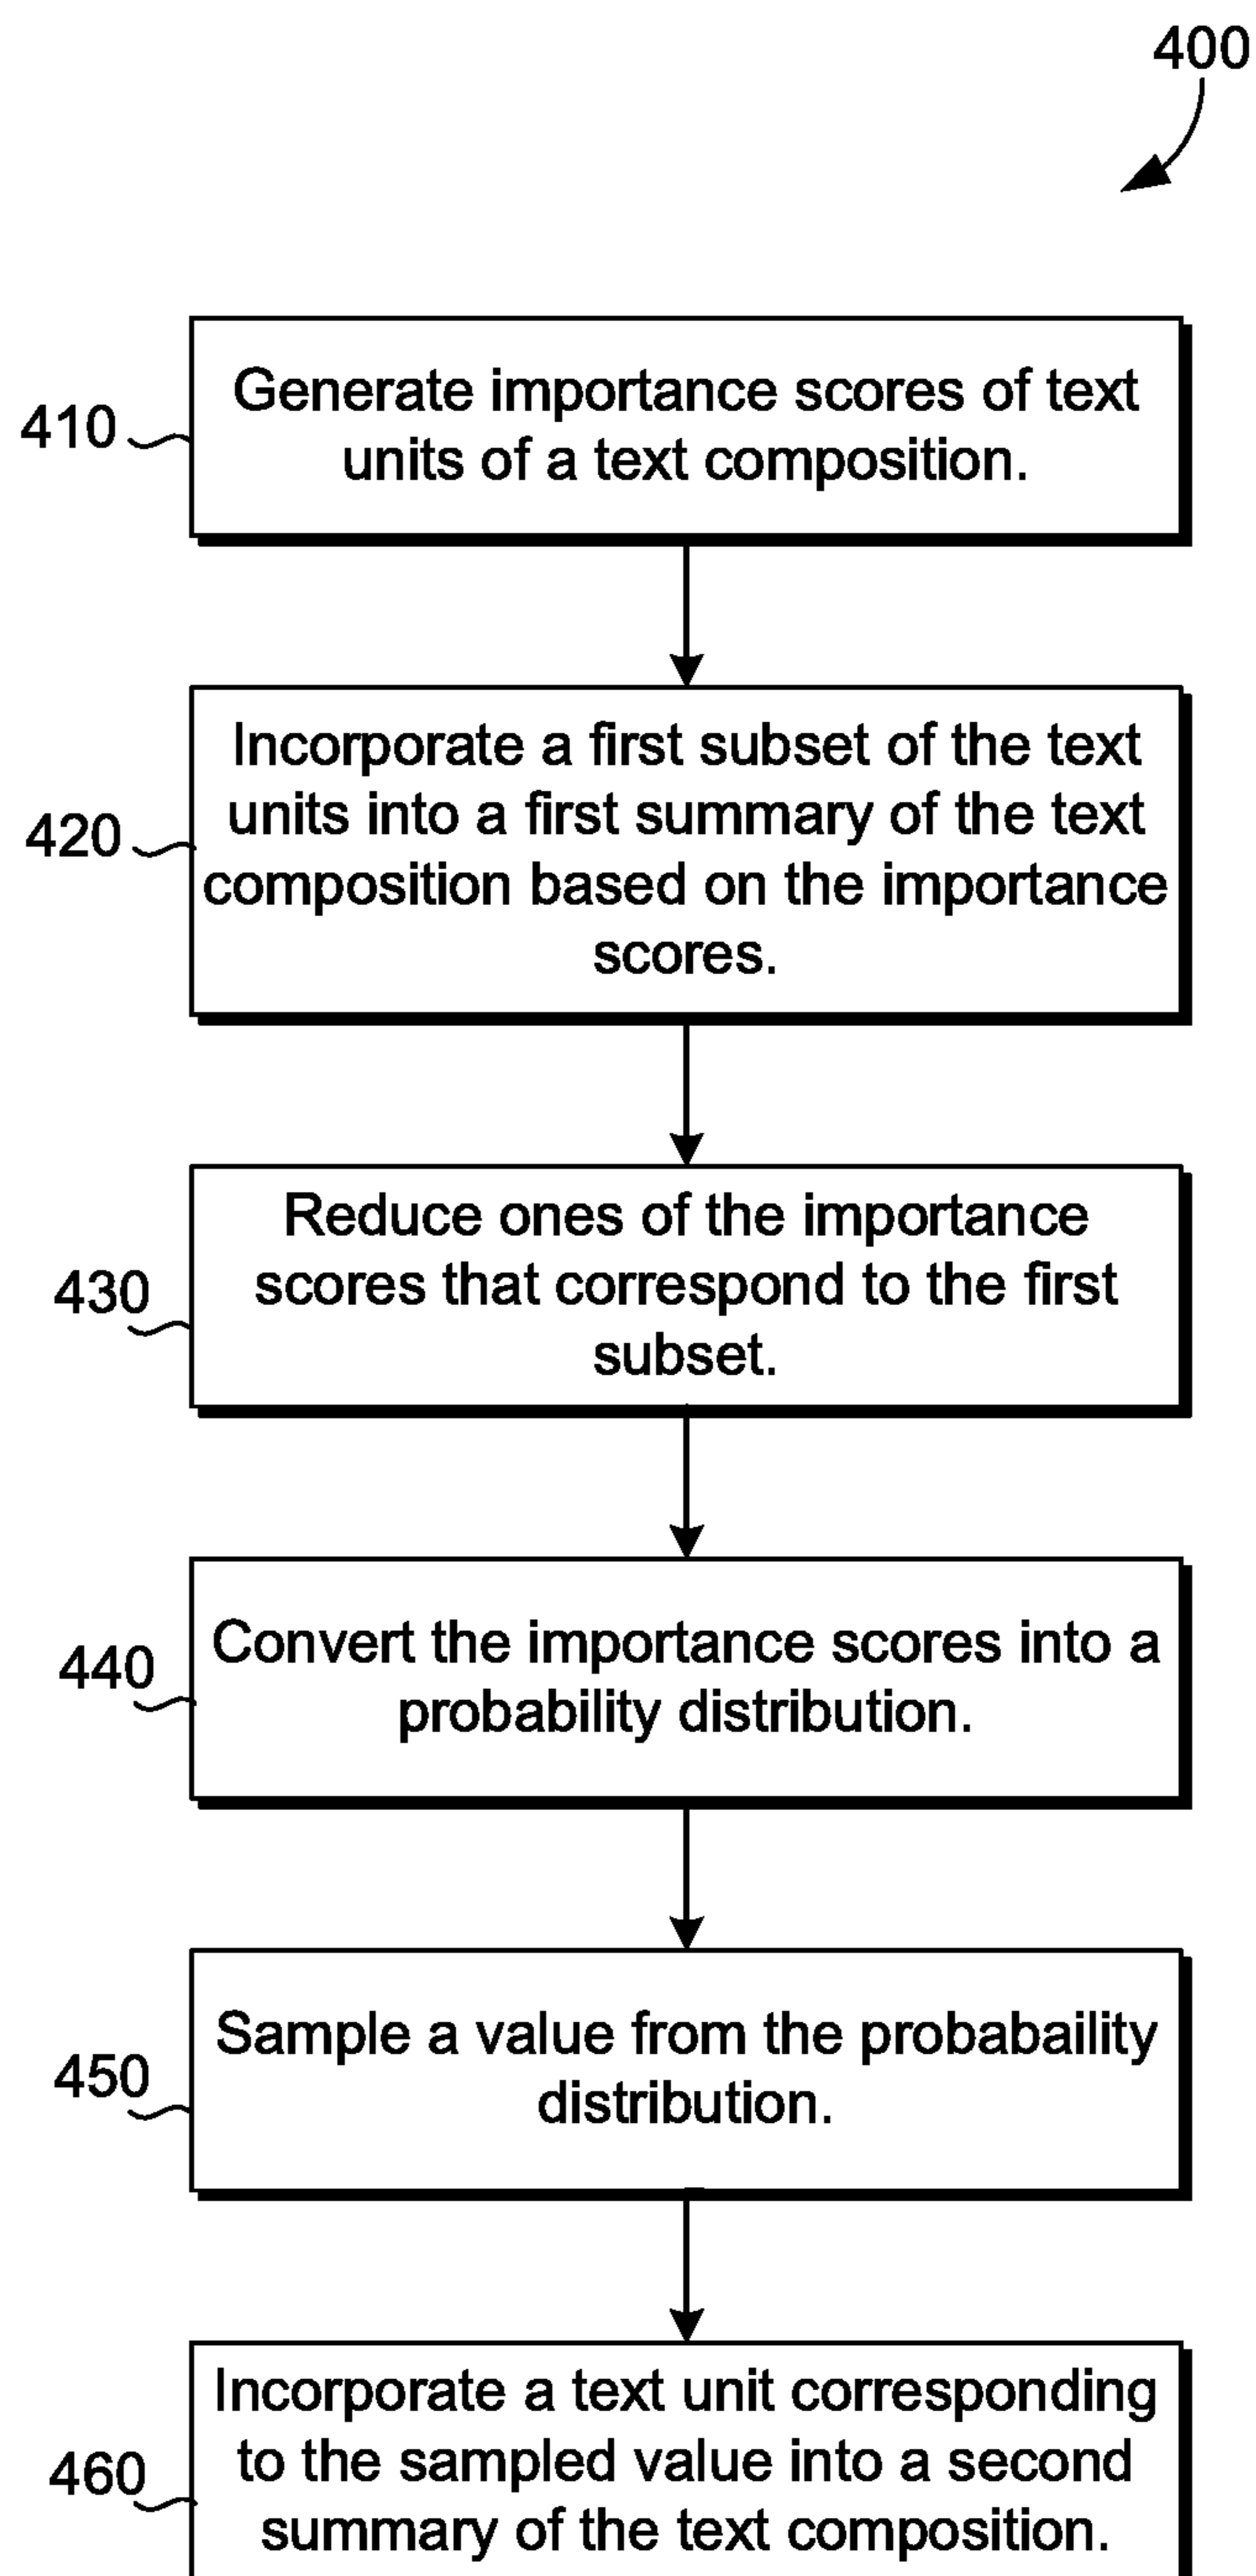 400
410
Generate importance scores of text
units of a text composition.
420
Incorporate a first subset of the text
units into a first summary of the text
composition based on the importance
scores.
430
Reduce ones of the importance
scores that correspond to the first
subset.
440
Convert the importance scores into a
probability distribution.
450
Sample a value from the probabaility
distribution.
460
Incorporate a text unit corresponding
to the sampled value into a second
summary of the text composition.